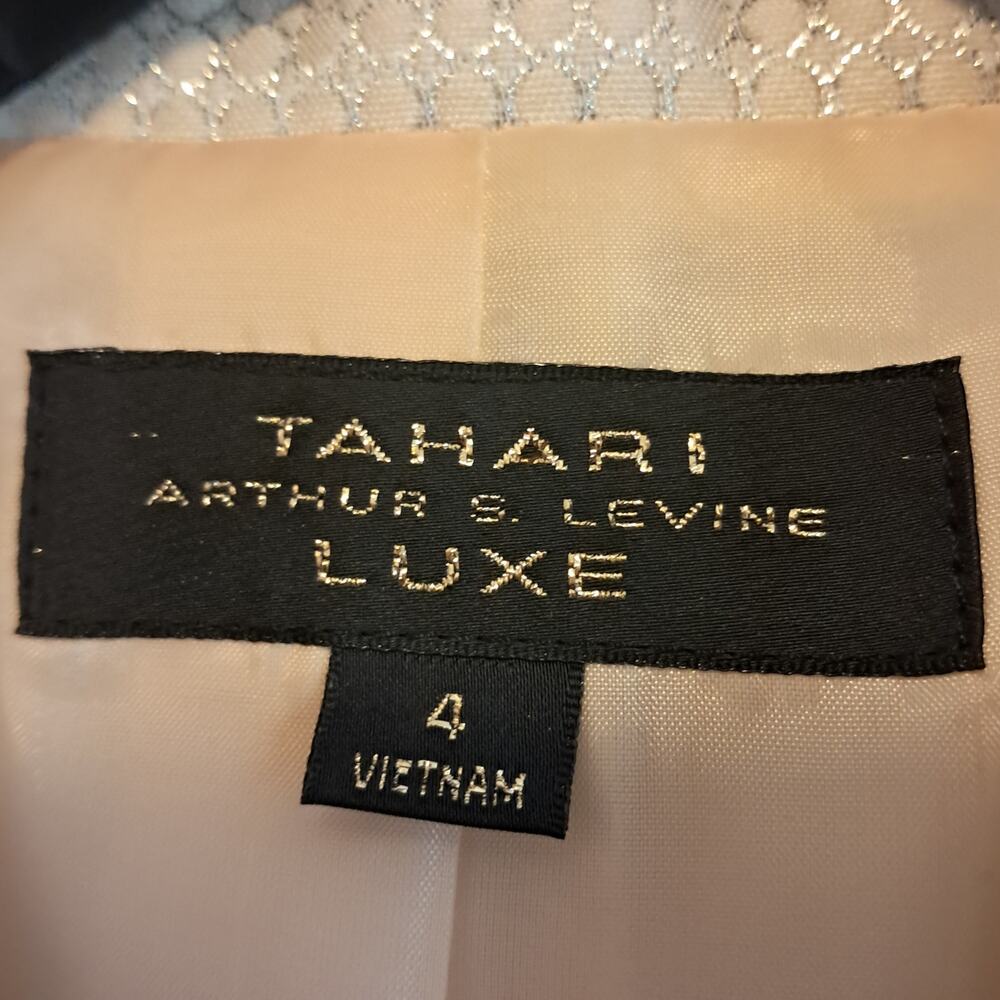 TAHARI
ARTHUR S. LEVINE
LUXE
4
VIETNAM